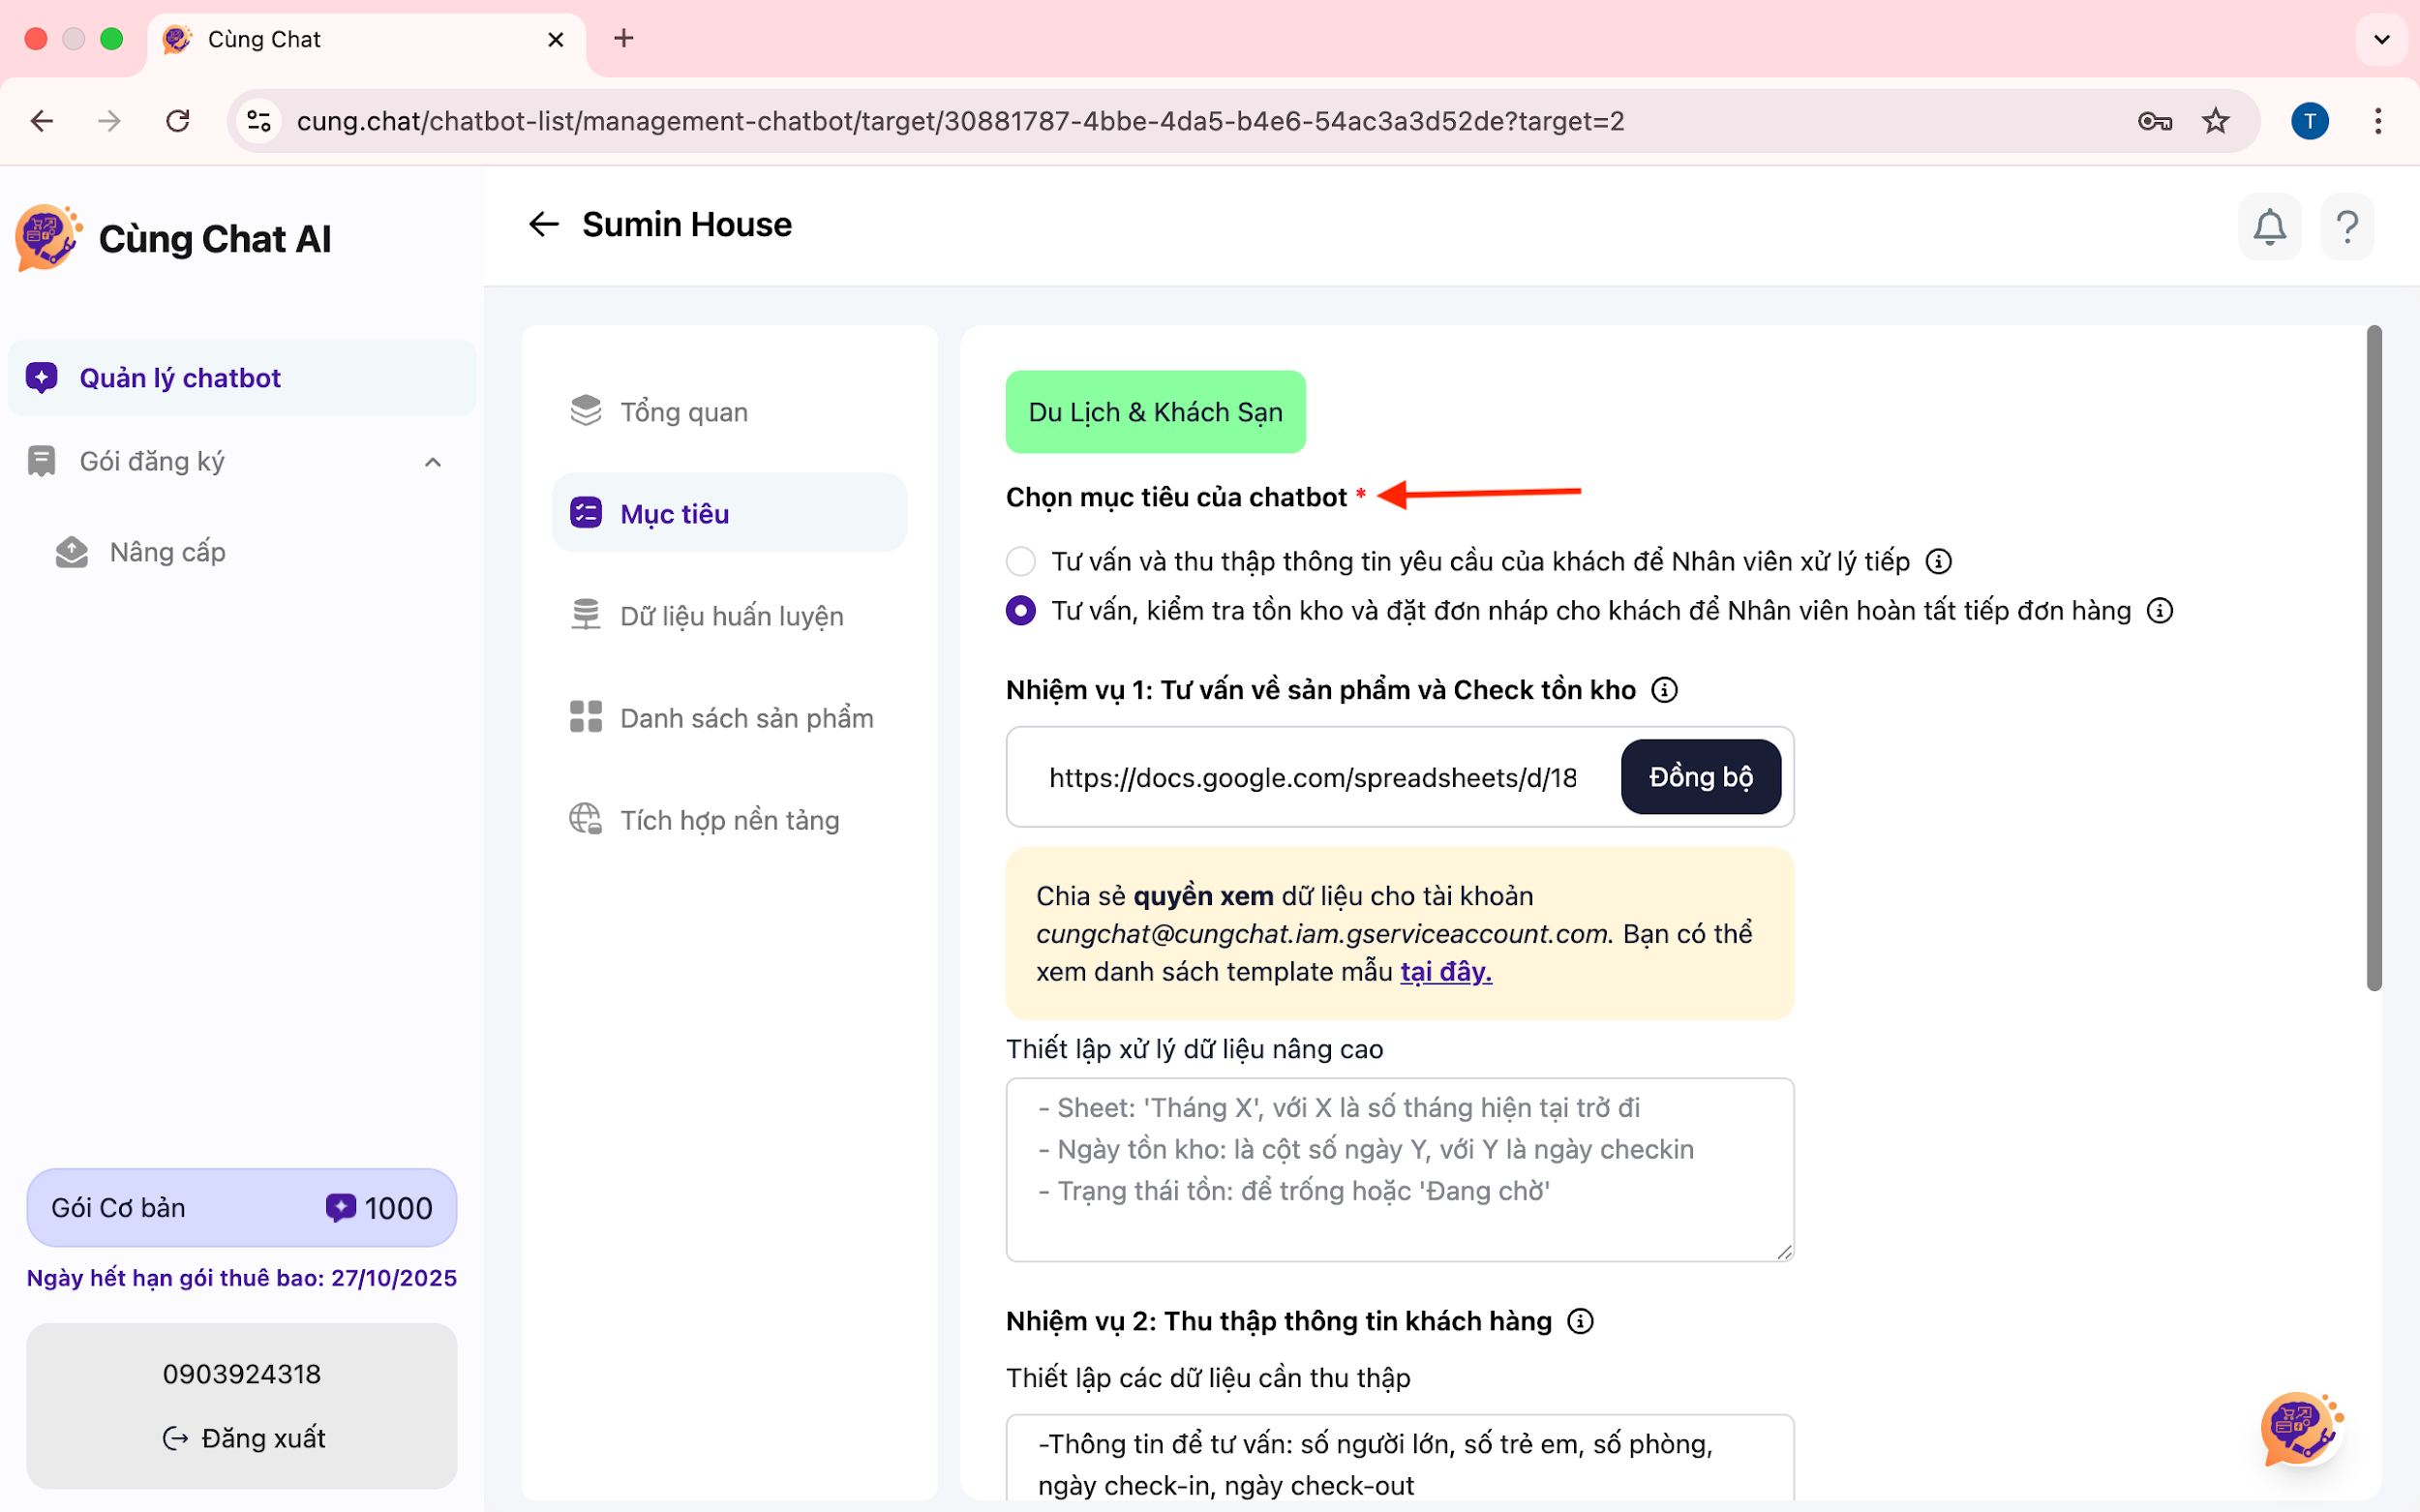 Cùng Chat
cung.chat/chatbot-list/management-chatbot/target/30881787-4bbe-4da5-b4e6-54ac3a3d52de?target=2
T
Cùng Chat AI
Sumin House
Quản lý chatbot
Gói đăng ký
Nâng cấp
Tổng quan
Mục tiêu
Dữ liệu huấn luyện
Danh sách sản phẩm
Tích hợp nền tảng
Du Lịch & Khách Sạn
Chọn mục tiêu của chatbot *
Tư vấn và thu thập thông tin yêu cầu của khách để Nhân viên xử lý tiếp
Tư vấn, kiểm tra tồn kho và đặt đơn nháp cho khách để Nhân viên hoàn tất tiếp đơn hàng
Nhiệm vụ 1: Tư vấn về sản phẩm và Check tồn kho
https://docs.google.com/spreadsheets/d/18
Đồng bộ
Chia sẻ quyền xem dữ liệu cho tài khoản
cungchat@cungchat.iam.gserviceaccount.com. Bạn có thể
xem danh sách template mẫu tại đây.
Thiết lập xử lý dữ liệu nâng cao
- Sheet: 'Tháng X', với X là số tháng hiện tại trở đi
- Ngày tồn kho: là cột số ngày Y, với Y là ngày checkin
- Trạng thái tồn: để trống hoặc 'Đang chờ'
Nhiệm vụ 2: Thu thập thông tin khách hàng
Thiết lập các dữ liệu cần thu thập
-Thông tin để tư vấn: số người lớn, số trẻ em, số phòng,
ngày check-in, ngày check-out
Gói Cơ bản
1000
Ngày hết hạn gói thuê bao: 27/10/2025
0903924318
Đăng xuất